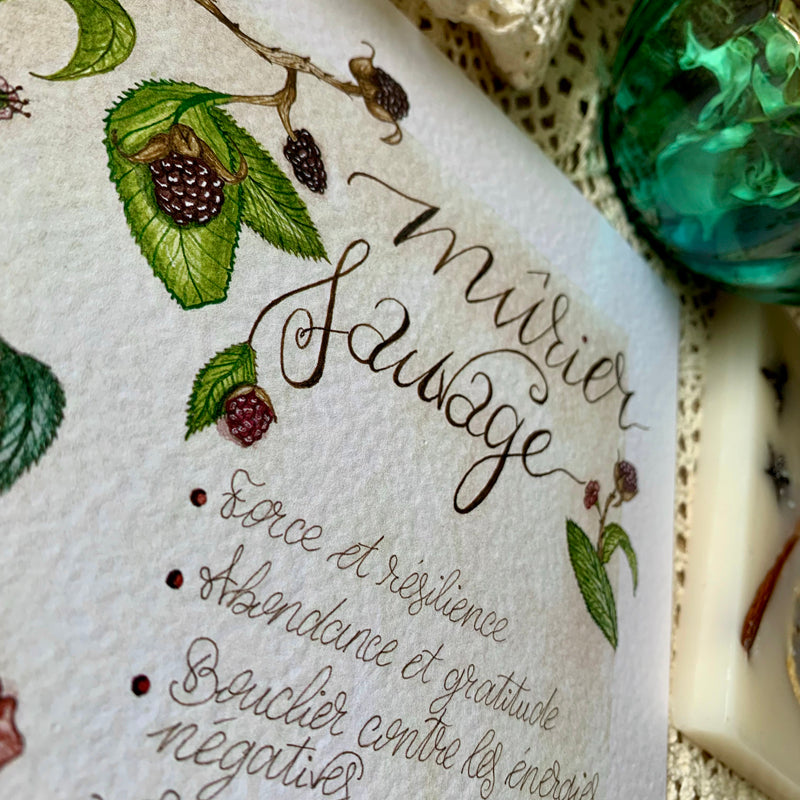 Mûrier
Sauvage
Force et résilience
Abondance et gratitude
Bouclier contre les énergies
négatives